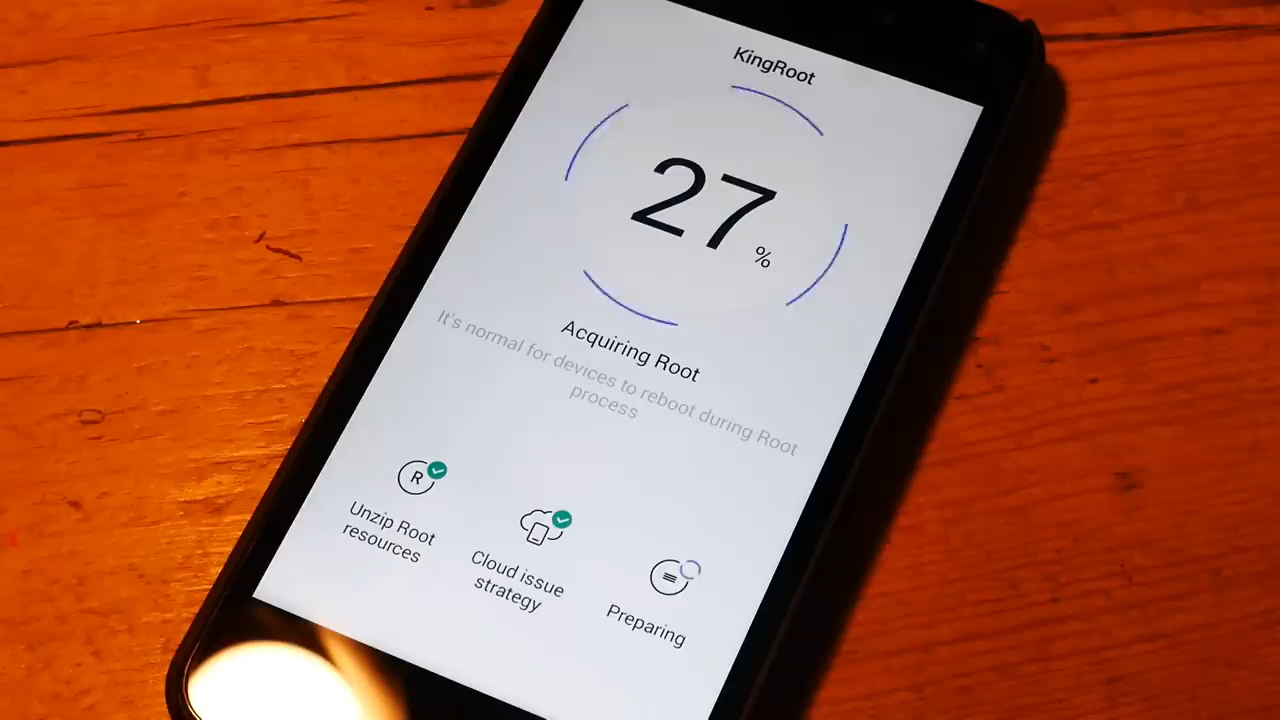 KingRoot
27%
Acquiring Root
It's normal for devices to reboot during Root
process
R
Unzip Root
resources
Cloud issue
strategy
Preparing